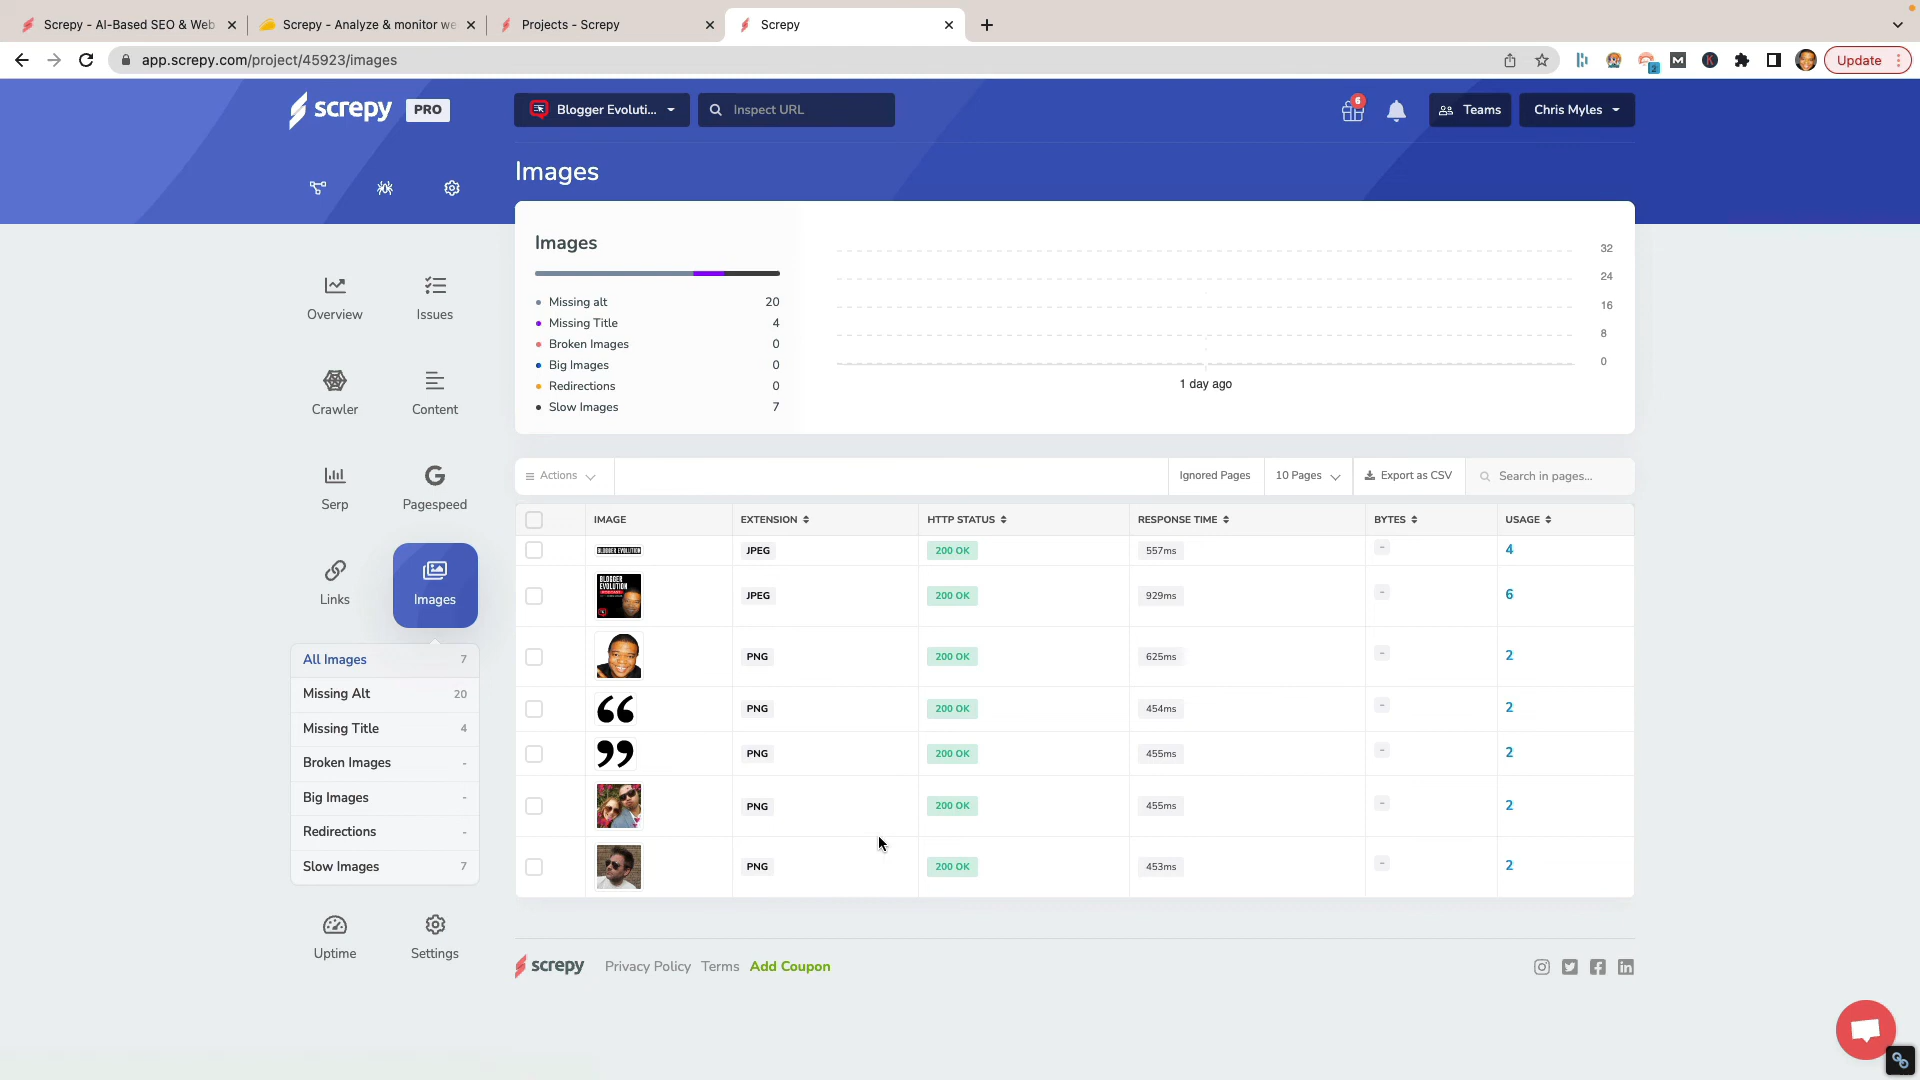 Screpy - AI-Based SEO & Web
Screpy - Analyze & monitor we
Projects - Screpy
Screpy
app.screpy.com/project/45923/images
2
M
K
Update
screpy
PRO
Blogger Evoluti...
Inspect URL
6
Teams
Chris Myles
Images
Images
Missing alt 20
Missing Title 4
Broken Images 0
Big Images 0
Redirections 0
Slow Images 7
32
24
16
8
0
1 day ago
Overview
Issues
Crawler
Content
Serp
Pagespeed
Links
Images
All Images 7
Missing Alt 20
Missing Title 4
Broken Images -
Big Images -
Redirections -
Slow Images 7
Uptime
Settings
Actions
Ignored Pages
10 Pages
Export as CSV
Search in pages...
IMAGE EXTENSION HTTP STATUS RESPONSE TIME BYTES USAGE
BLOGGER EVOLUTION JPEG 200 OK 557ms - 4
BLOGGER
EVOLUTION
JPEG 200 OK 929ms - 6
PNG 200 OK 625ms - 2
“ PNG 200 OK 454ms - 2
” PNG 200 OK 455ms - 2
PNG 200 OK 455ms - 2
PNG 200 OK 453ms - 2
screpy
Privacy Policy
Terms
Add Coupon